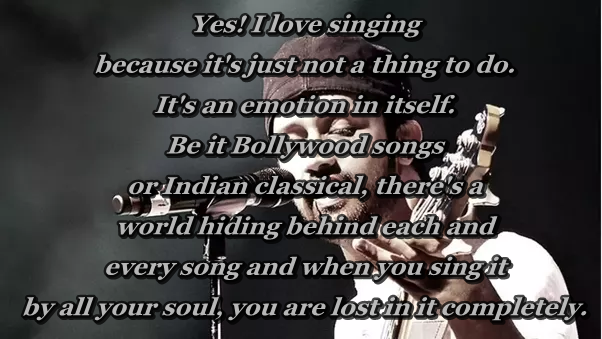 Yes! I love singing
because it's just not a thing to do.
It's an emotion in itself.
Be it Bollywood songs
or Indian classical, there's a
world hiding behind each and
every song and when you sing it
by all your soul, you are lost in it completely.